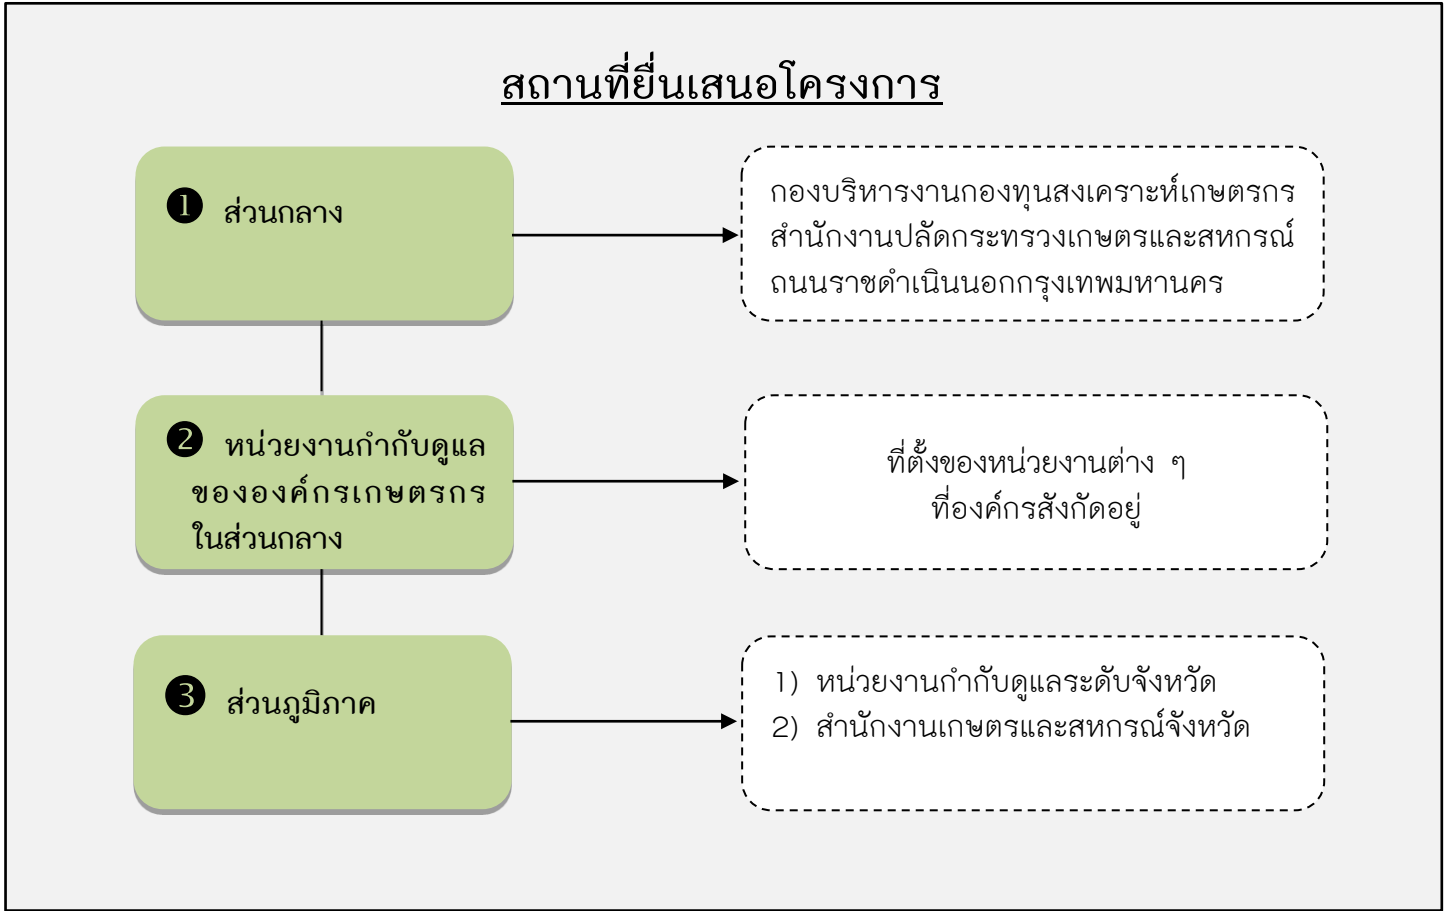 สถานที่ยื่นเสนอโครงการ
❶ ส่วนกลาง
กองบริหารงานกองทุนสงเคราะห์เกษตรกร
สำนักงานปลัดกระทรวงเกษตรและสหกรณ์
ถนนราชดำเนินนอกกรุงเทพมหานคร
❷ หน่วยงานกำกับดูแล
ขององค์กรเกษตรกร
ในส่วนกลาง
ที่ตั้งของหน่วยงานต่าง ๆ
ที่องค์กรสังกัดอยู่
❸ ส่วนภูมิภาค
1) หน่วยงานกำกับดูแลระดับจังหวัด
2) สำนักงานเกษตรและสหกรณ์จังหวัด